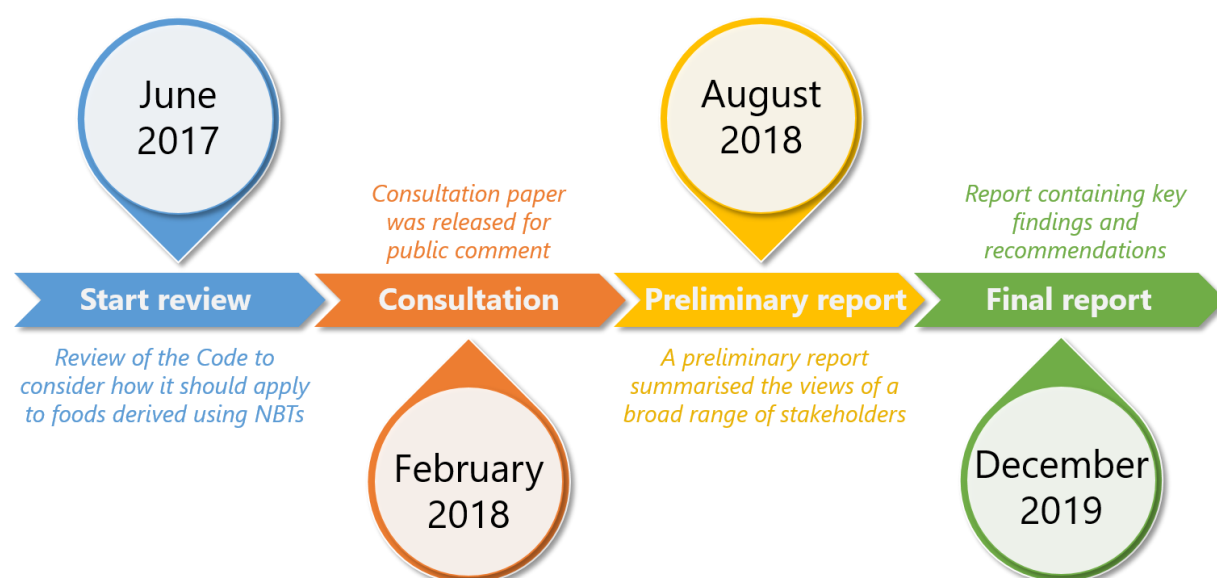 June
2017
Start review
Review of the Code to
consider how it should apply
to foods derived using NBTs
Consultation paper
was released for
public comment
Consultation
February
2018
August
2018
Preliminary report
A preliminary report
summarised the views of a
broad range of stakeholders
Report containing key
findings and
recommendations
Final report
December
2019